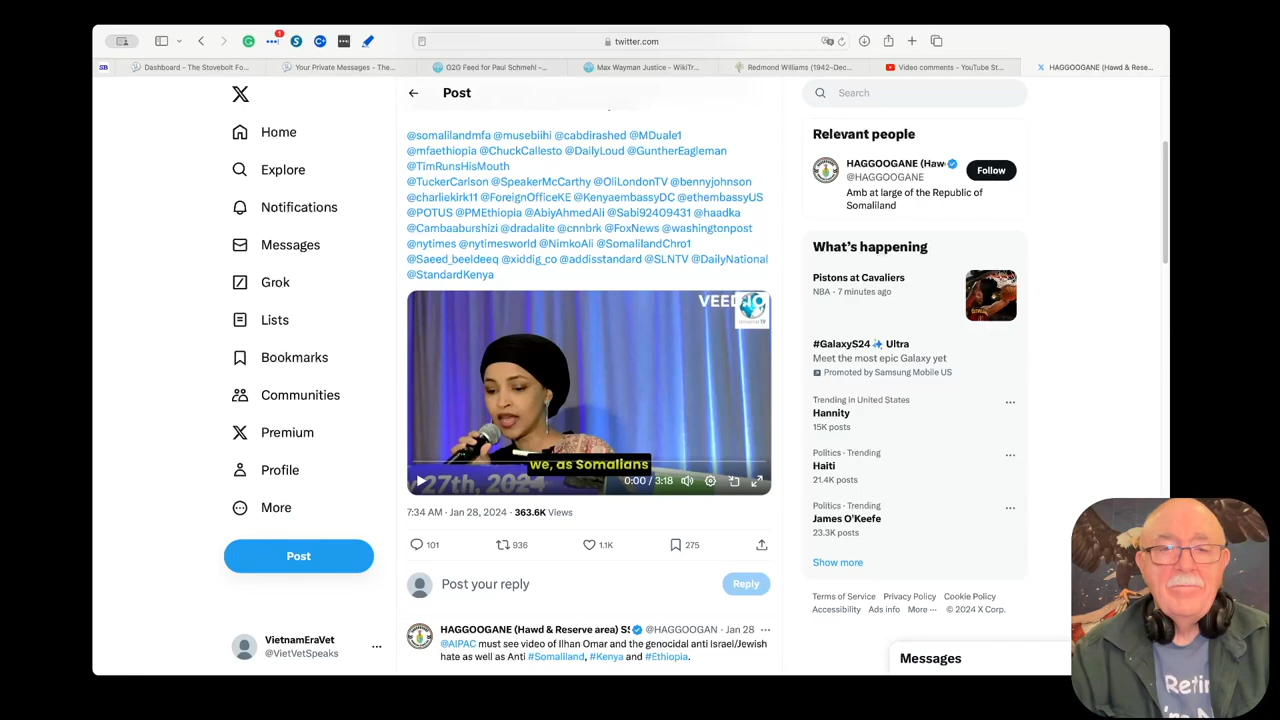 1
twitter.com
SB
Dashboard - The Stovebolt Fo...
Your Private Messages - The...
G2G Feed for Paul Schmehl -...
Max Wayman Justice - WikiTr...
Redmond Williams (1942–Dec...
Video comments - YouTube St...
HAGGOOGANE (Hawd & Rese...
Home
Explore
Notifications
Messages
Grok
Lists
Bookmarks
Communities
Premium
Profile
More
Post
VietnamEraVet
@VietVetSpeaks
Post
@somalilandmfa @musebiihi @cabdirashed @MDuale1
@mfaethiopia @ChuckCallesto @DailyLoud @GuntherEagleman
@TimRunsHisMouth
@TuckerCarlson @SpeakerMcCarthy @OliLondonTV @bennyjohnson
@charliekirk11 @ForeignOfficeKE @KenyaembassyDC @ethembassyUS
@POTUS @PMEthiopia @AbiyAhmedAli @Sabi92409431 @haadka
@Cambaaburshizi @dradalite @cnnbrk @FoxNews @washingtonpost
@nytimes @nytimesworld @NimkoAli @SomalilandChro1
@Saeed_beeldeeq @xiddig_co @addisstandard @SLNTV @DailyNational
@StandardKenya
VEED.IO
Universal TV
we, as Somalians
27th, 2024
0:00 / 3:18
7:34 AM · Jan 28, 2024 · 363.6K Views
101
936
1.1K
275
Post your reply
Reply
HAGGOOGANE (Hawd & Reserve area) S @HAGGOOGAN · Jan 28
@AIPAC must see video of Ilhan Omar and the genocidal anti Israel/Jewish
hate as well as Anti #Somaliland, #Kenya and #Ethiopia.
Search
Relevant people
HAGGOOGANE (Haw
@HAGGOOGANE
Follow
Amb at large of the Republic of
Somaliland
What's happening
Pistons at Cavaliers
NBA · 7 minutes ago
#GalaxyS24 Ultra
Meet the most epic Galaxy yet
Promoted by Samsung Mobile US
Trending in United States
Hannity
15K posts
Politics · Trending
Haiti
21.4K posts
Politics · Trending
James O'Keefe
23.3K posts
Show more
Terms of Service Privacy Policy Cookie Policy
Accessibility Ads info More ··· © 2024 X Corp.
Messages